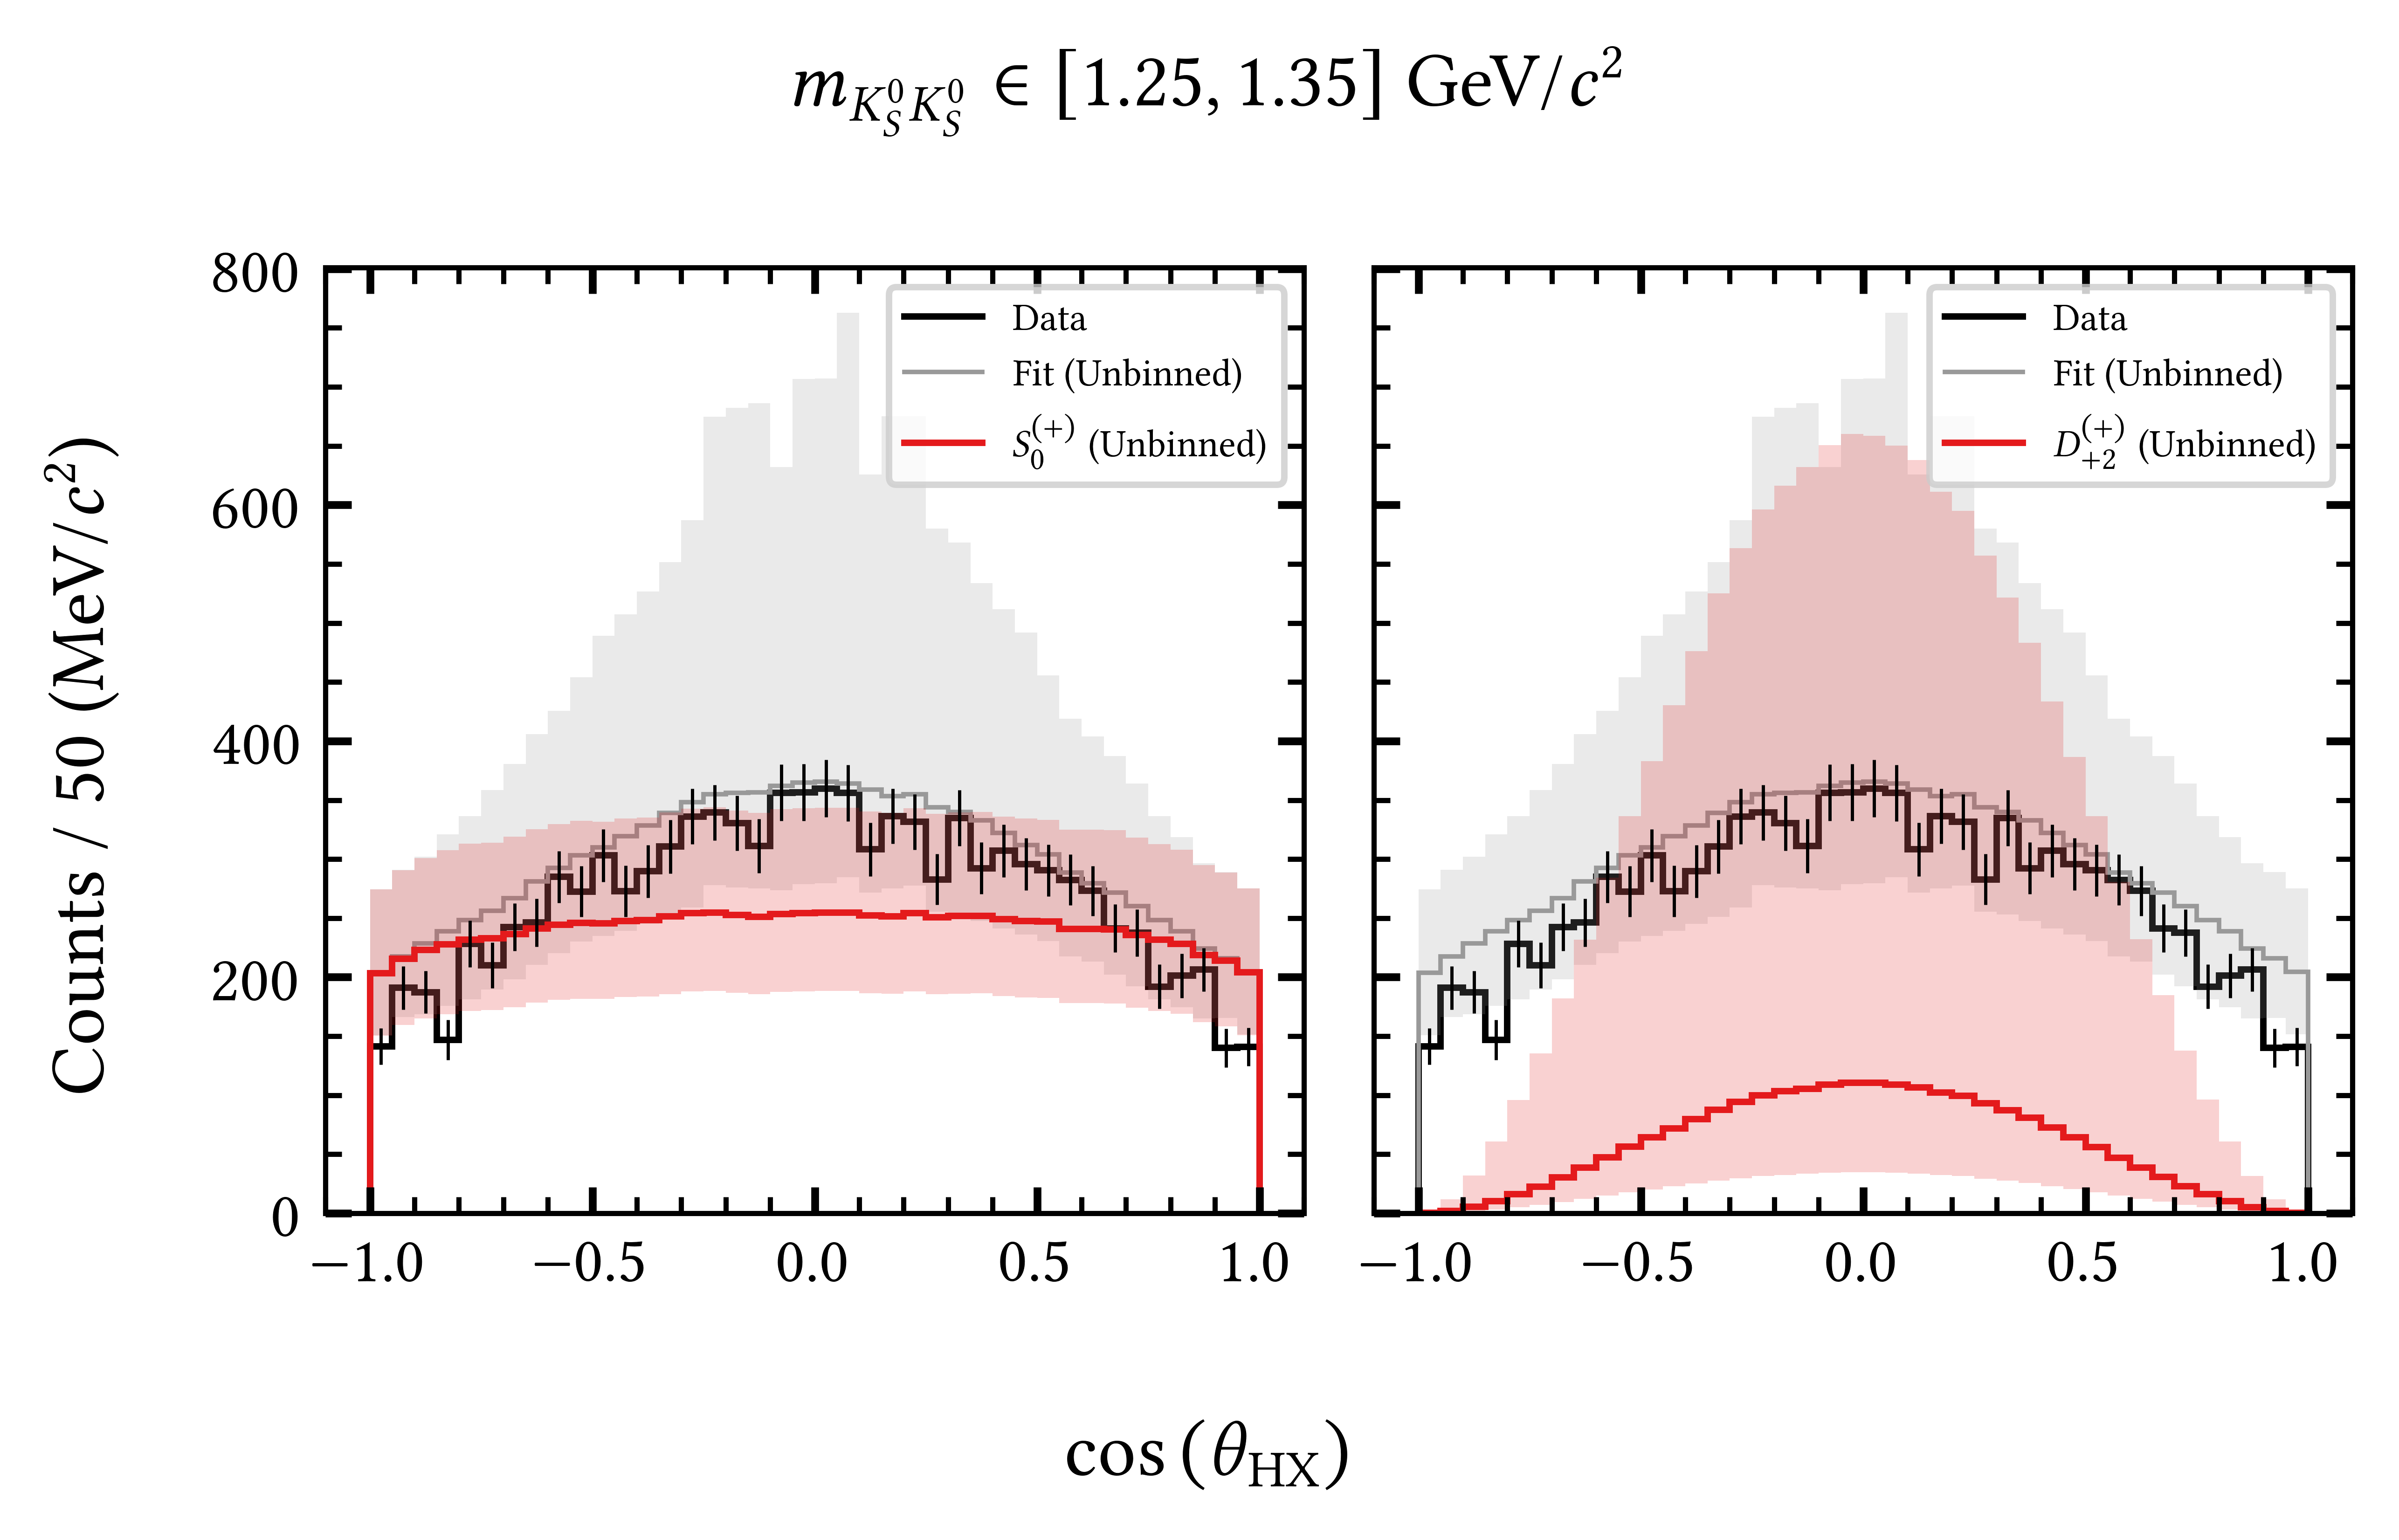 m_{K_S^0 K_S^0} ∈ [1.25, 1.35] GeV/c²
Counts / 50 (MeV/c²)
800
600
400
200
0
Data
Fit (Unbinned)
S_0^{(+)} (Unbinned)
−1.0 −0.5 0.0 0.5 1.0
Data
Fit (Unbinned)
D_{+2}^{(+)} (Unbinned)
−1.0 −0.5 0.0 0.5 1.0
cos (θ_HX)